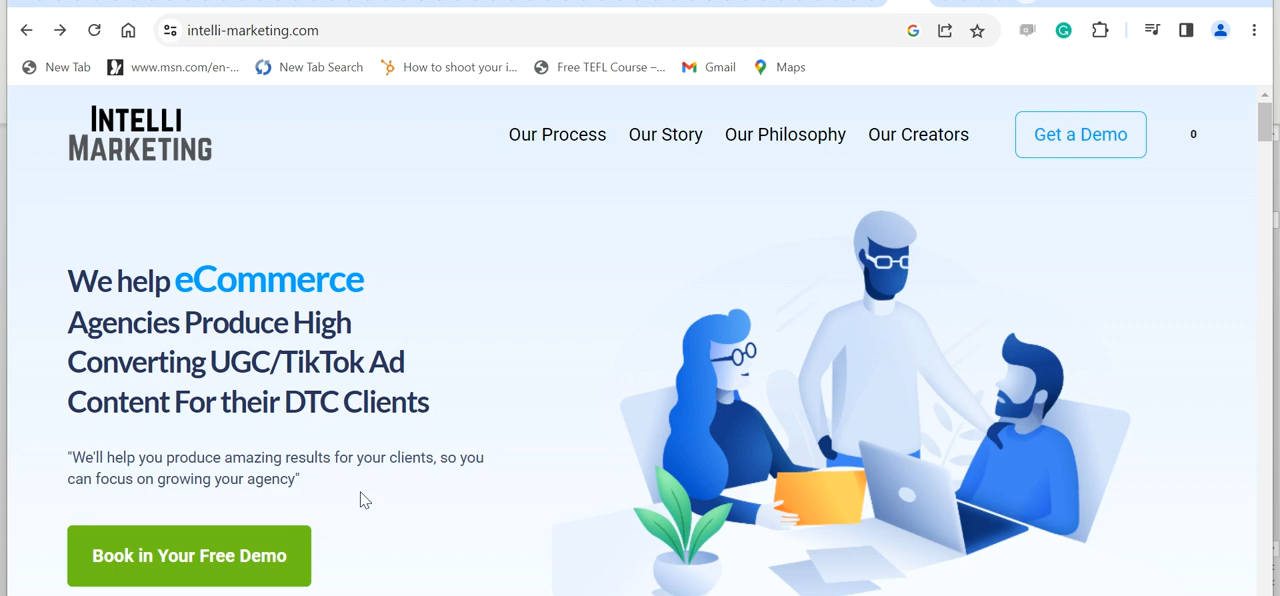 intelli-marketing.com
New Tab www.msn.com/en-... New Tab Search How to shoot your i... Free TEFL Course –... Gmail Maps
INTELLI
MARKETING
Our Process Our Story Our Philosophy Our Creators Get a Demo 0
We help eCommerce
Agencies Produce High
Converting UGC/TikTok Ad
Content For their DTC Clients
"We'll help you produce amazing results for your clients, so you
can focus on growing your agency"
Book in Your Free Demo